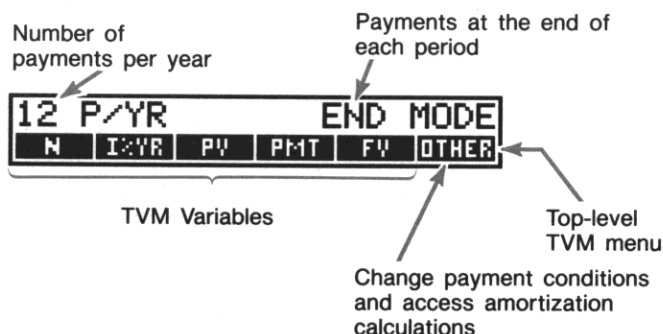 Number of
payments per year
Payments at the end of
each period
12 P/YR END MODE
N I%YR PV PMT FV OTHER
TVM Variables
Top-level
TVM menu
Change payment conditions
and access amortization
calculations